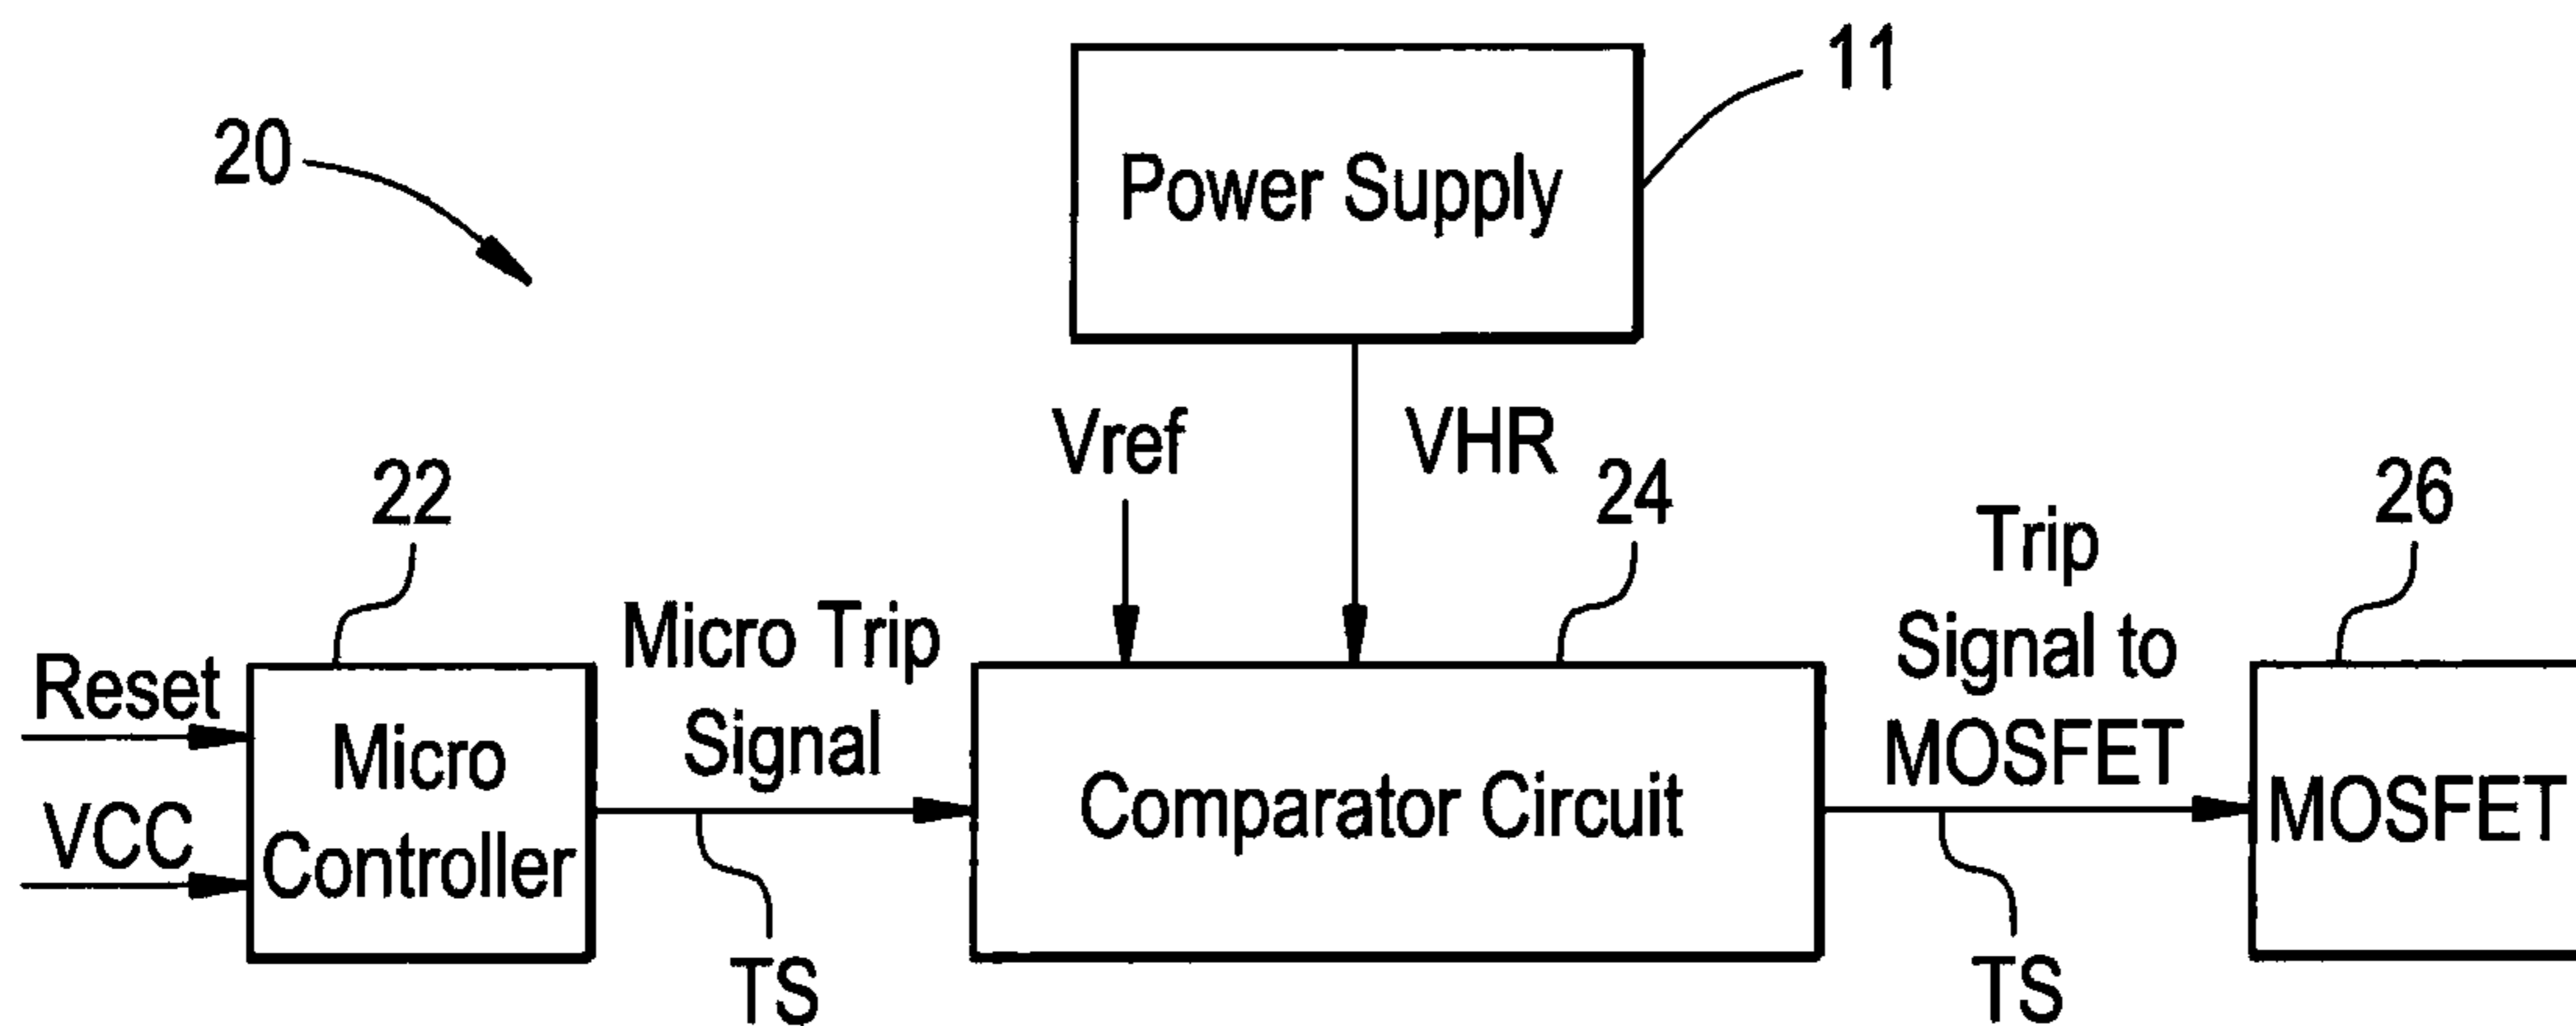 11
20
Power Supply
Vref
VHR
22
24
26
Trip
Signal to
MOSFET
Micro Trip
Signal
Reset
VCC
Micro
Controller
Comparator Circuit
MOSFET
TS
TS